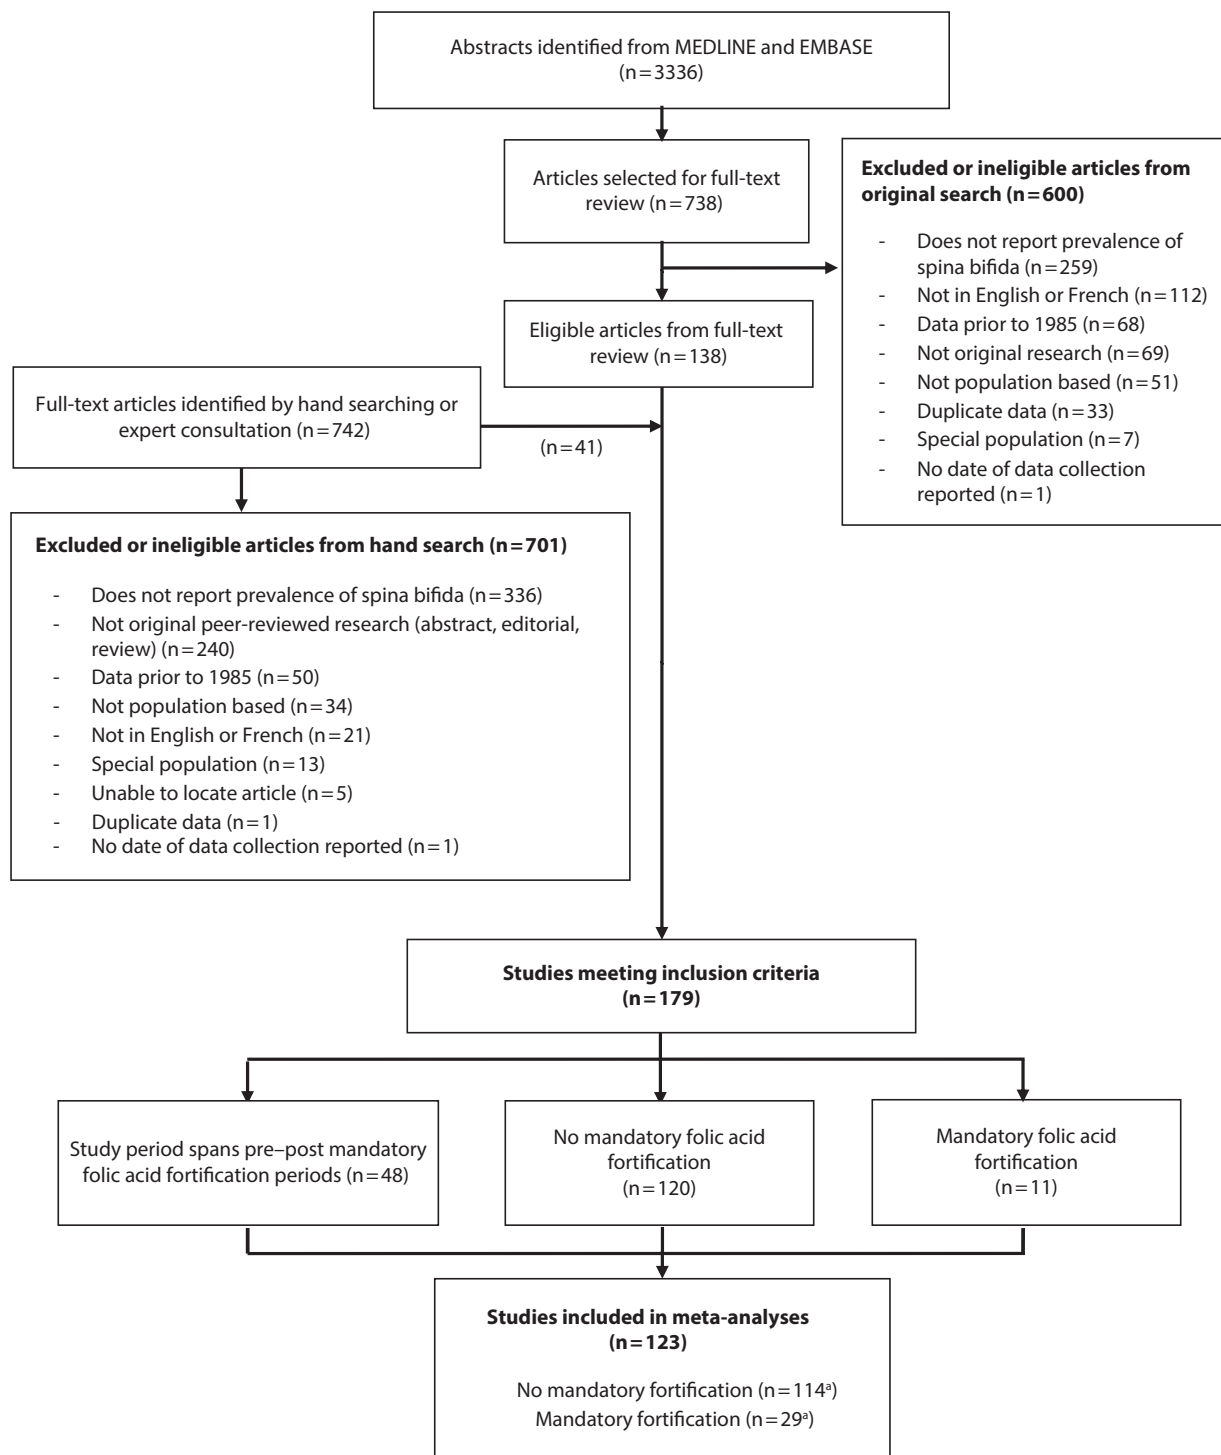 Abstracts identified from MEDLINE and EMBASE
(n=3336)
Articles selected for full-text
review (n=738)
Excluded or ineligible articles from
original search (n=600)
- Does not report prevalence of
spina bifida (n=259)
- Not in English or French (n=112)
- Data prior to 1985 (n=68)
- Not original research (n=69)
- Not population based (n=51)
- Duplicate data (n=33)
- Special population (n=7)
- No date of data collection
reported (n=1)
Eligible articles from full-text
review (n=138)
Full-text articles identified by hand searching or
expert consultation (n=742)
(n=41)
Excluded or ineligible articles from hand search (n=701)
- Does not report prevalence of spina bifida (n=336)
- Not original peer-reviewed research (abstract, editorial,
review) (n=240)
- Data prior to 1985 (n=50)
- Not population based (n=34)
- Not in English or French (n=21)
- Special population (n=13)
- Unable to locate article (n=5)
- Duplicate data (n=1)
- No date of data collection reported (n=1)
Studies meeting inclusion criteria
(n=179)
Study period spans pre–post mandatory
folic acid fortification periods (n=48)
No mandatory folic acid
fortification
(n=120)
Mandatory folic acid
fortification
(n=11)
Studies included in meta-analyses
(n=123)
No mandatory fortification (n=114ª)
Mandatory fortification (n=29ª)